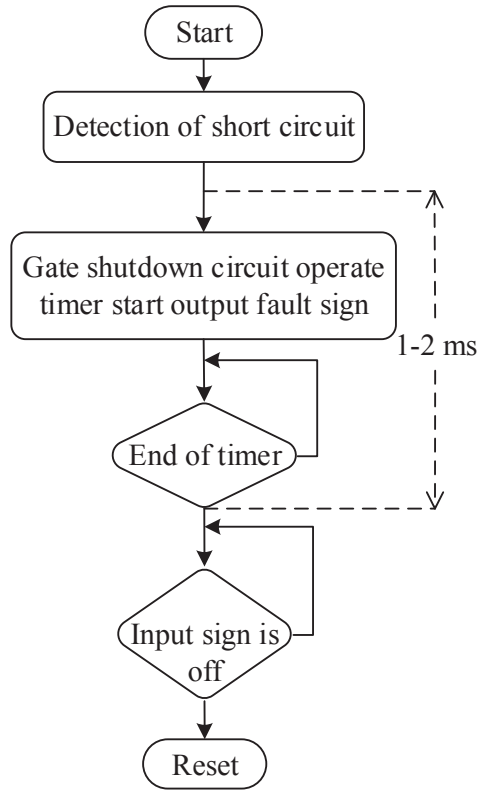 Start
Detection of short circuit
Gate shutdown circuit operate
timer start output fault sign
1-2 ms
End of timer
Input sign is
off
Reset